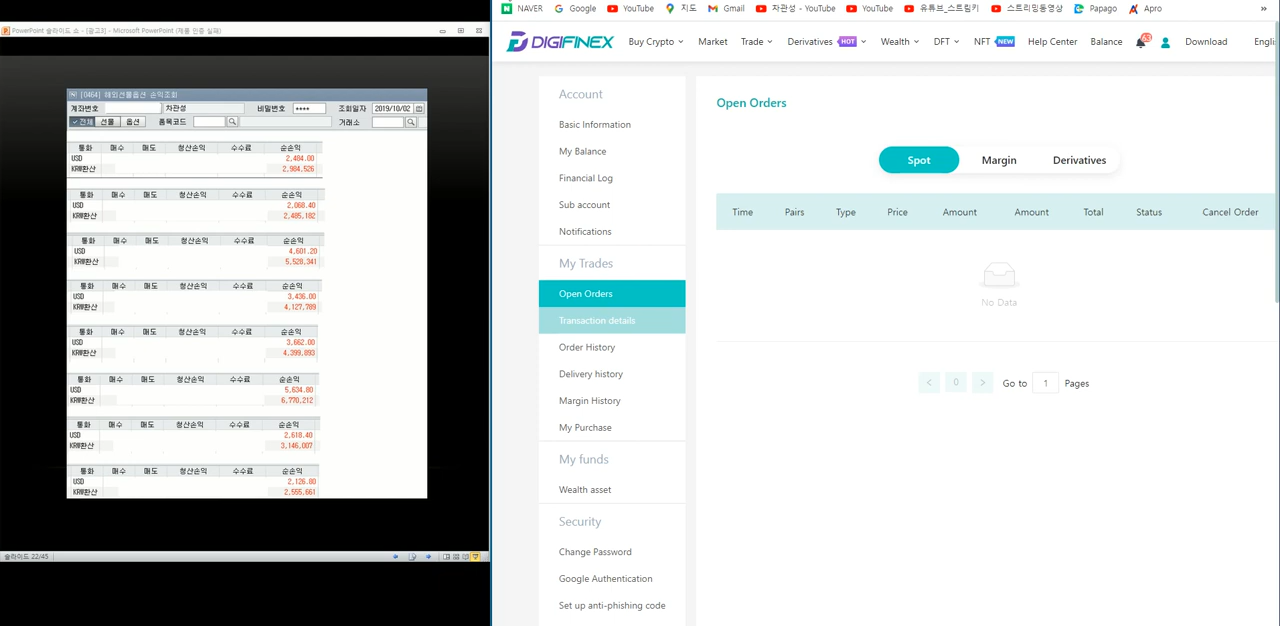 PowerPoint 슬라이드 쇼 - [광고3] - Microsoft PowerPoint (제품 인증 실패)
[0464] 해외선물옵션 손익조회
계좌번호 차관성 비밀번호 **** 조회일자 2019/10/02
전체 선물 옵션 품목코드 거래소
통화 매수 매도 청산손익 수수료 순손익
USD 2,484.00
KRW환산 2,984,526
통화 매수 매도 청산손익 수수료 순손익
USD 2,068.40
KRW환산 2,485,182
통화 매수 매도 청산손익 수수료 순손익
USD 4,601.20
KRW환산 5,528,341
통화 매수 매도 청산손익 수수료 순손익
USD 3,436.00
KRW환산 4,127,789
통화 매수 매도 청산손익 수수료 순손익
USD 3,662.00
KRW환산 4,399,893
통화 매수 매도 청산손익 수수료 순손익
USD 5,634.80
KRW환산 6,770,212
통화 매수 매도 청산손익 수수료 순손익
USD 2,618.40
KRW환산 3,146,007
통화 매수 매도 청산손익 수수료 순손익
USD 2,126.80
KRW환산 2,555,661
슬라이드 22/45
NAVER Google YouTube 지도 Gmail 차관성 - YouTube YouTube 유튜브_스트림키 스트리밍동영상 Papago Apro »
DIGIFINEX Buy Crypto Market Trade Derivatives HOT Wealth DFT NFT NEW Help Center Balance 63 Download Engli
Account
Basic Information
My Balance
Financial Log
Sub account
Notifications
My Trades
Open Orders
Transaction details
Order History
Delivery history
Margin History
My Purchase
My funds
Wealth asset
Security
Change Password
Google Authentication
Set up anti-phishing code
Open Orders
Spot Margin Derivatives
Time Pairs Type Price Amount Amount Total Status Cancel Order
No Data
< 0 > Go to 1 Pages